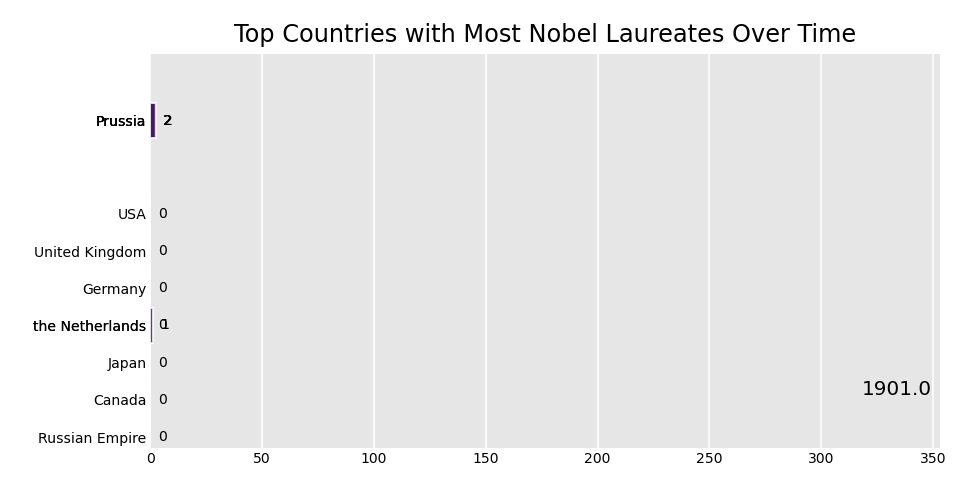 Top Countries with Most Nobel Laureates Over Time
Prussia 2
USA 0
United Kingdom 0
Germany 0
the Netherlands 0 1
Japan 0
Canada 0
1901.0
Russian Empire 0
0 50 100 150 200 250 300 350